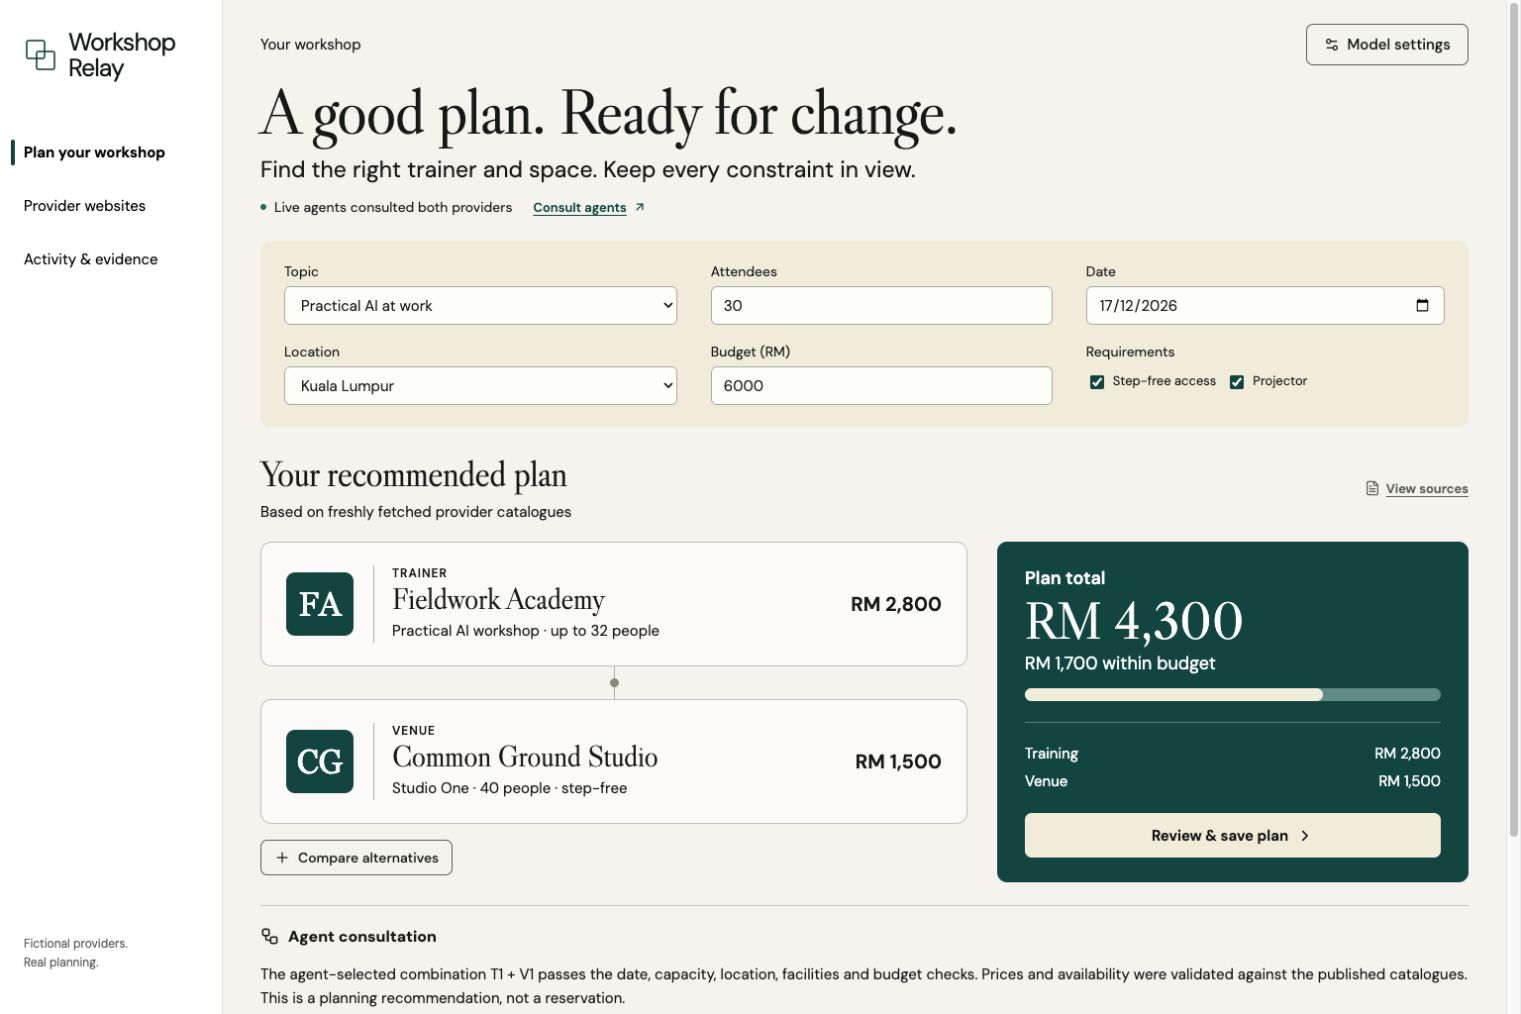 Workshop
Relay
Plan your workshop
Provider websites
Activity & evidence
Fictional providers.
Real planning.
Your workshop
Model settings
A good plan. Ready for change.
Find the right trainer and space. Keep every constraint in view.
Live agents consulted both providers Consult agents
Topic
Practical AI at work
Attendees
30
Date
17/12/2026
Location
Kuala Lumpur
Budget (RM)
6000
Requirements
Step-free access Projector
Your recommended plan
View sources
Based on freshly fetched provider catalogues
FA
TRAINER
Fieldwork Academy
Practical AI workshop · up to 32 people
RM 2,800
CG
VENUE
Common Ground Studio
Studio One · 40 people · step-free
RM 1,500
Compare alternatives
Plan total
RM 4,300
RM 1,700 within budget
Training RM 2,800
Venue RM 1,500
Review & save plan
Agent consultation
The agent-selected combination T1 + V1 passes the date, capacity, location, facilities and budget checks. Prices and availability were validated against the published catalogues.
This is a planning recommendation, not a reservation.